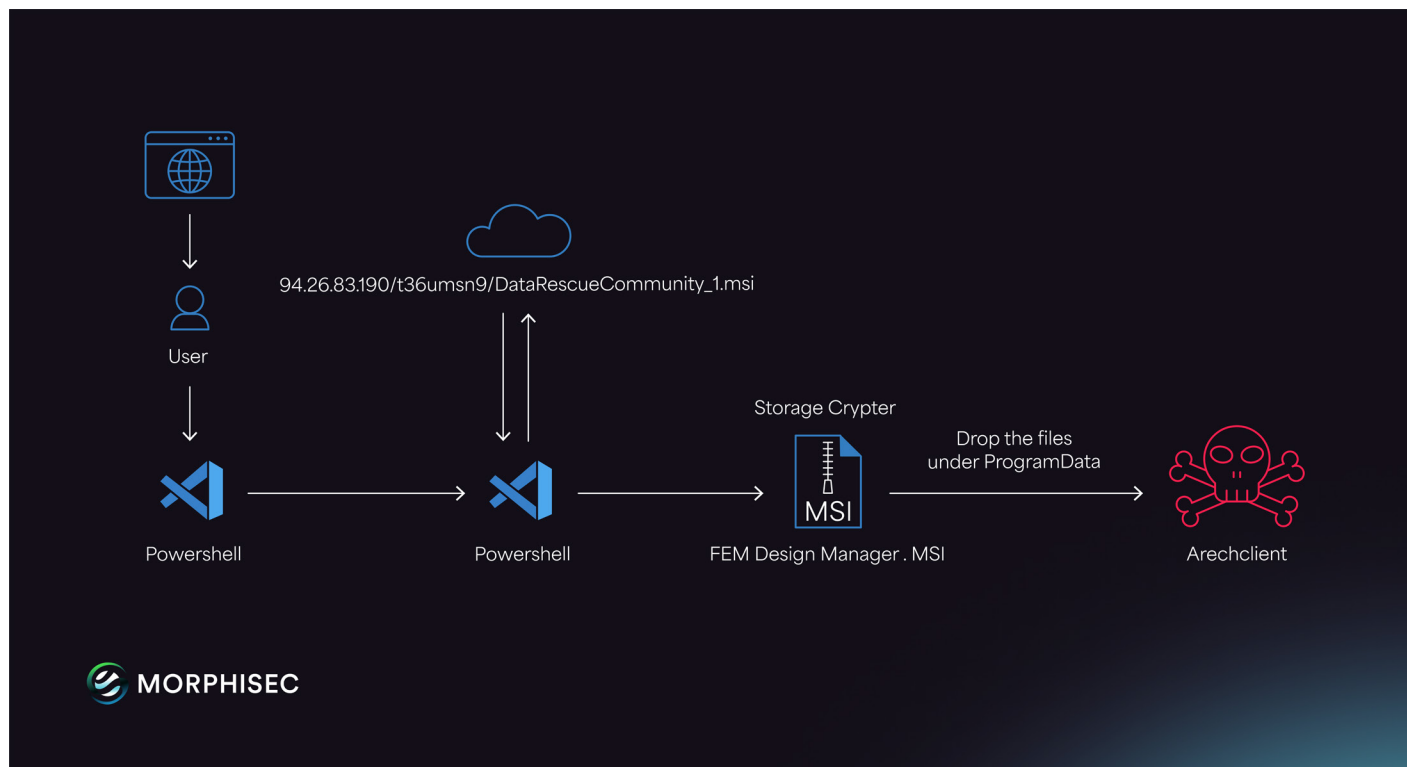 94.26.83.190/t36umsn9/DataRescueCommunity_1.msi
User
Storage Crypter
MSI
Drop the files
under ProgramData
Powershell
Powershell
FEM Design Manager . MSI
Arechclient
MORPHISEC